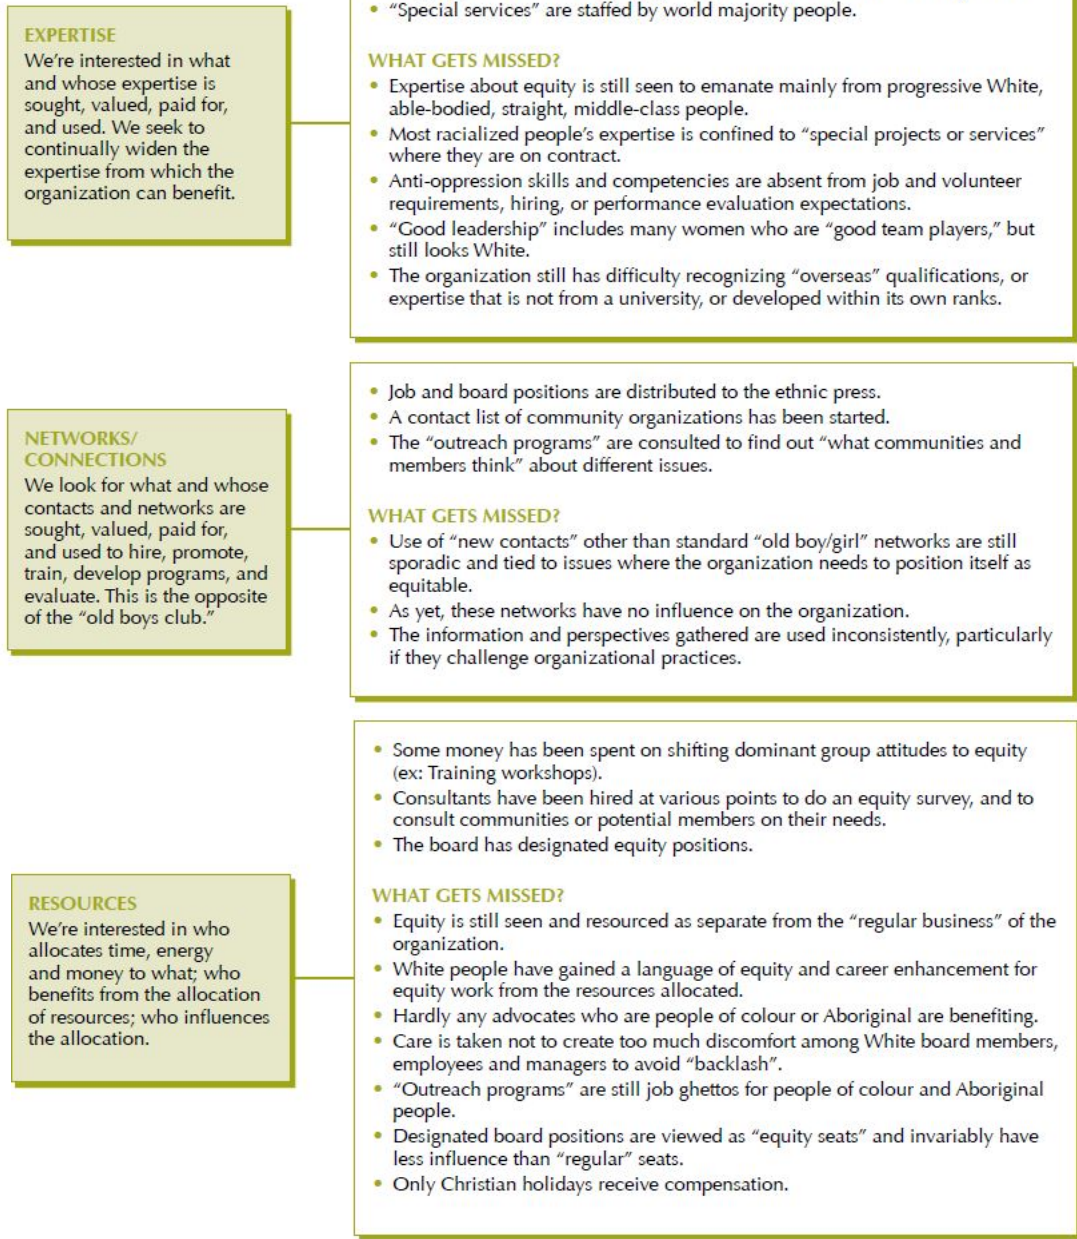 • “Special services” are staffed by world majority people.
EXPERTISE
We’re interested in what
and whose expertise is
sought, valued, paid for,
and used. We seek to
continually widen the
expertise from which the
organization can benefit.
WHAT GETS MISSED?
• Expertise about equity is still seen to emanate mainly from progressive White,
able-bodied, straight, middle-class people.
• Most racialized people’s expertise is confined to “special projects or services”
where they are on contract.
• Anti-oppression skills and competencies are absent from job and volunteer
requirements, hiring, or performance evaluation expectations.
• “Good leadership” includes many women who are “good team players,” but
still looks White.
• The organization still has difficulty recognizing “overseas” qualifications, or
expertise that is not from a university, or developed within its own ranks.
NETWORKS/
CONNECTIONS
We look for what and whose
contacts and networks are
sought, valued, paid for,
and used to hire, promote,
train, develop programs, and
evaluate. This is the opposite
of the “old boys club.”
• Job and board positions are distributed to the ethnic press.
• A contact list of community organizations has been started.
• The “outreach programs” are consulted to find out “what communities and
members think” about different issues.
WHAT GETS MISSED?
• Use of “new contacts” other than standard “old boy/girl” networks are still
sporadic and tied to issues where the organization needs to position itself as
equitable.
• As yet, these networks have no influence on the organization.
• The information and perspectives gathered are used inconsistently, particularly
if they challenge organizational practices.
RESOURCES
We’re interested in who
allocates time, energy
and money to what; who
benefits from the allocation
of resources; who influences
the allocation.
• Some money has been spent on shifting dominant group attitudes to equity
(ex: Training workshops).
• Consultants have been hired at various points to do an equity survey, and to
consult communities or potential members on their needs.
• The board has designated equity positions.
WHAT GETS MISSED?
• Equity is still seen and resourced as separate from the “regular business” of the
organization.
• White people have gained a language of equity and career enhancement for
equity work from the resources allocated.
• Hardly any advocates who are people of colour or Aboriginal are benefiting.
• Care is taken not to create too much discomfort among White board members,
employees and managers to avoid “backlash”.
• “Outreach programs” are still job ghettos for people of colour and Aboriginal
people.
• Designated board positions are viewed as “equity seats” and invariably have
less influence than “regular” seats.
• Only Christian holidays receive compensation.